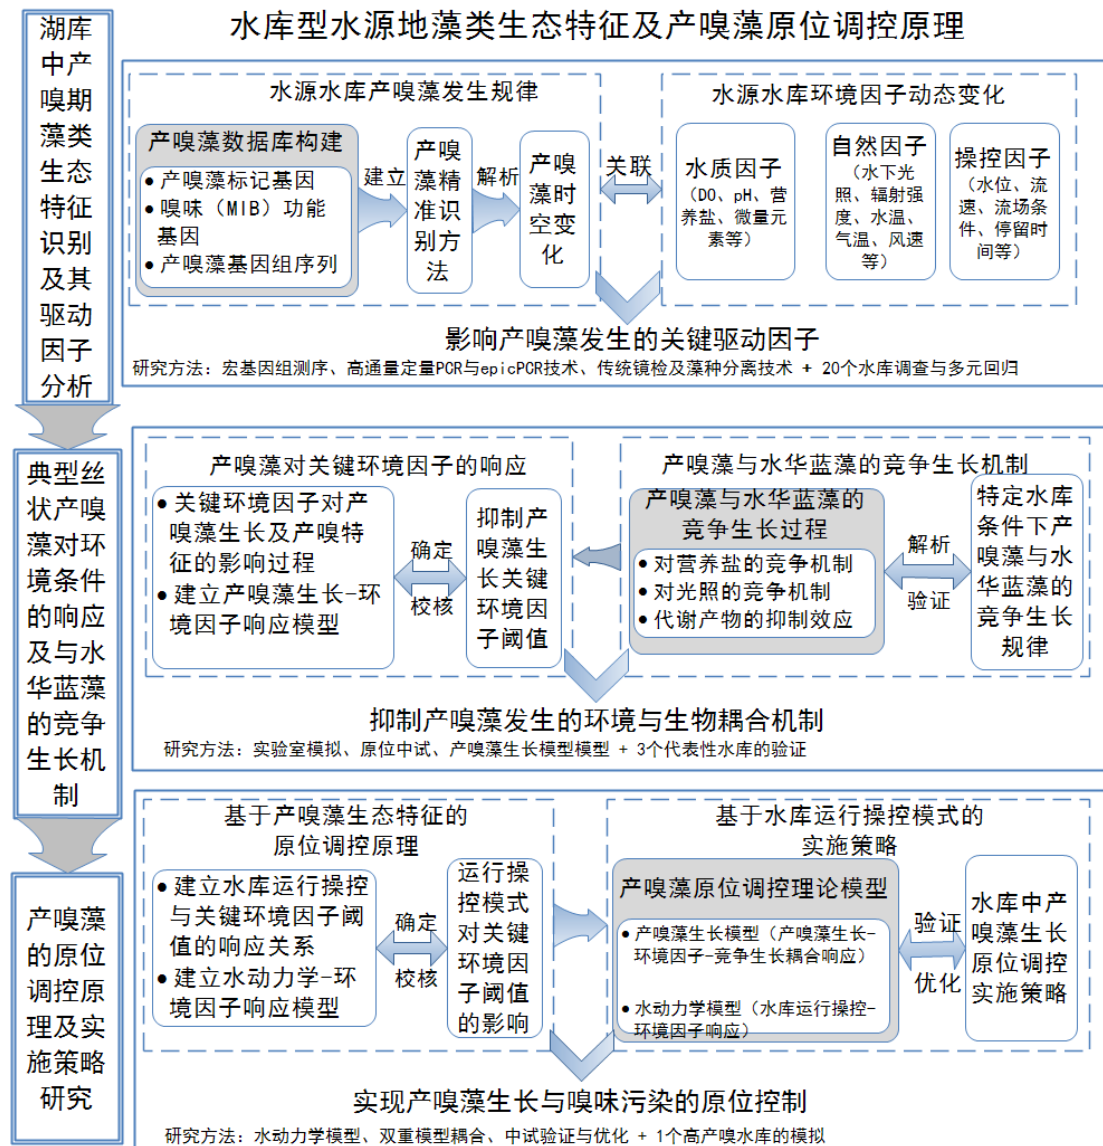 水库型水源地藻类生态特征及产嗅藻原位调控原理
湖库
中产
嗅期
藻类
生态
特征
识别
及其
驱动
因子
分析
水源水库产嗅藻发生规律
产嗅藻数据库构建
● 产嗅藻标记基因
● 嗅味（MIB）功能
基因
● 产嗅藻基因组序列
建立
产嗅
藻精
准识
别方
法
解析
产嗅
藻时
空变
化
关联
水源水库环境因子动态变化
水质因子
（DO、pH、营
养盐、微量元
素等）
自然因子
（水下光
照、辐射强
度、水温、
气温、风速
等）
操控因子
（水位、流
速、流场条
件、停留时
间等）
影响产嗅藻发生的关键驱动因子
研究方法：宏基因组测序、高通量定量PCR与epicPCR技术、传统镜检及藻种分离技术 + 20个水库调查与多元回归
典型丝
状产嗅
藻对环
境条件
的响应
及与水
华蓝藻
的竞争
生长机
制
产嗅藻对关键环境因子的响应
● 关键环境因子对产
嗅藻生长及产嗅特
征的影响过程
● 建立产嗅藻生长-环
境因子响应模型
确定
校核
抑制产
嗅藻生
长关键
环境因
子阈值
产嗅藻与水华蓝藻的竞争生长机制
产嗅藻与水华蓝藻的
竞争生长过程
● 对营养盐的竞争机制
● 对光照的竞争机制
● 代谢产物的抑制效应
解析
验证
特定水库
条件下产
嗅藻与水
华蓝藻的
竞争生长
规律
抑制产嗅藻发生的环境与生物耦合机制
研究方法：实验室模拟、原位中试、产嗅藻生长模型模型 + 3个代表性水库的验证
产嗅藻
的原位
调控原
理及实
施策略
研究
基于产嗅藻生态特征的
原位调控原理
● 建立水库运行操控
与关键环境因子阈
值的响应关系
● 建立水动力学-环
境因子响应模型
确定
校核
运行操
控模式
对关键
环境因
子阈值
的影响
基于水库运行操控模式的
实施策略
产嗅藻原位调控理论模型
● 产嗅藻生长模型（产嗅藻生长-
环境因子-竞争生长耦合响应）
● 水动力学模型（水库运行操控-
环境因子响应）
验证
优化
水库中产
嗅藻生长
原位调控
实施策略
实现产嗅藻生长与嗅味污染的原位控制
研究方法：水动力学模型、双重模型耦合、中试验证与优化 + 1个高产嗅水库的模拟